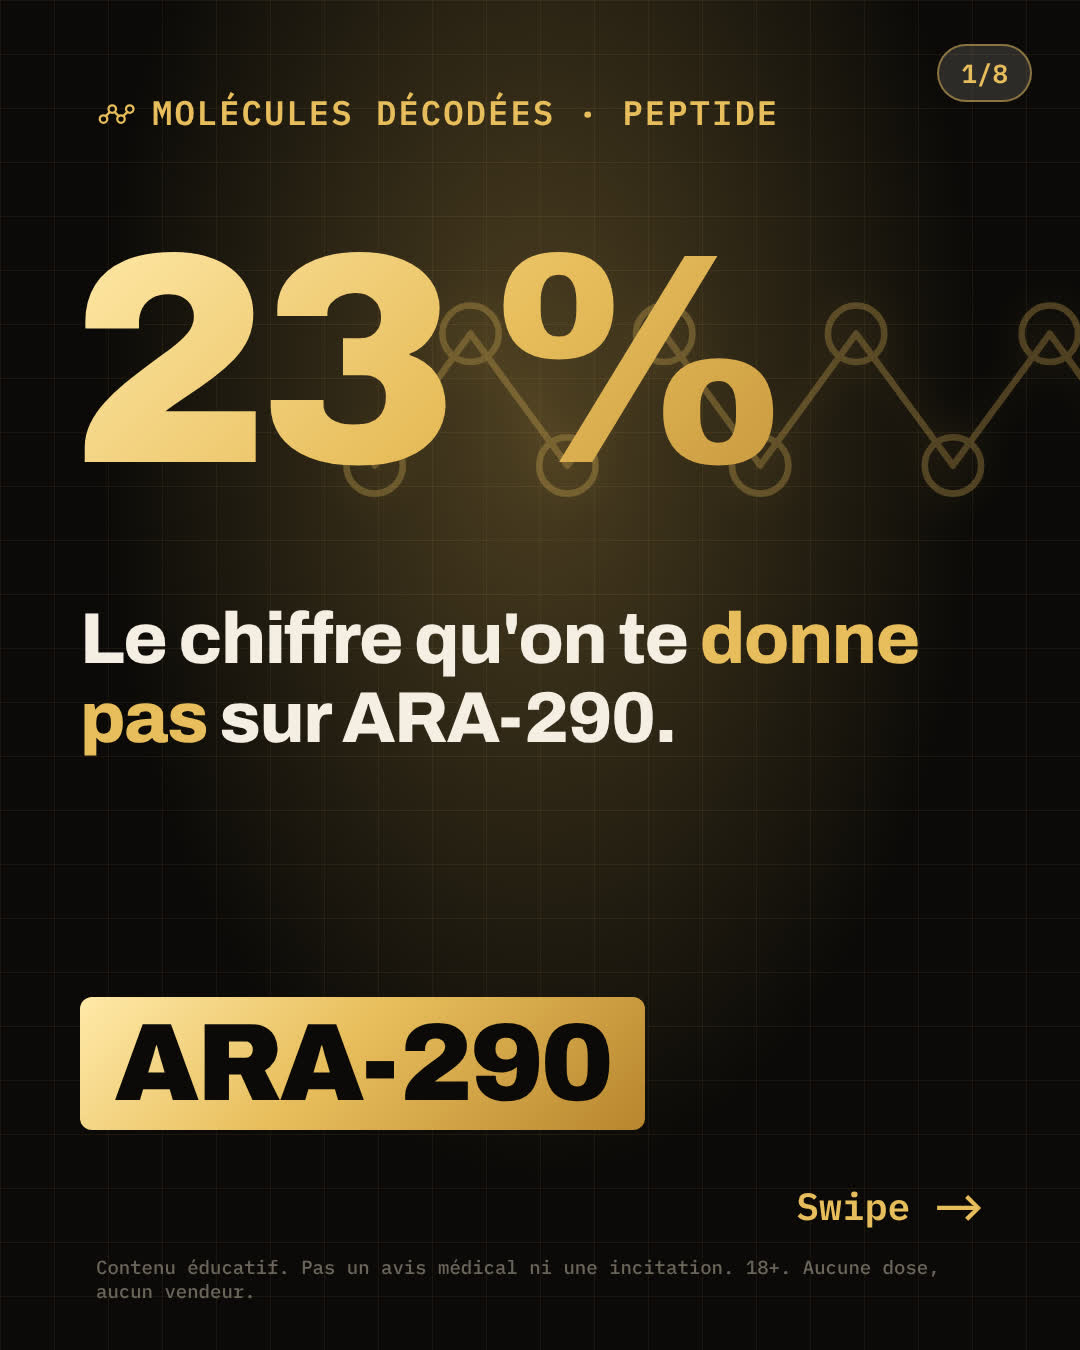 1/8
MOLÉCULES DÉCODÉES · PEPTIDE
23%
Le chiffre qu'on te donne
pas sur ARA-290.
ARA-290
Swipe →
Contenu éducatif. Pas un avis médical ni une incitation. 18+. Aucune dose,
aucun vendeur.